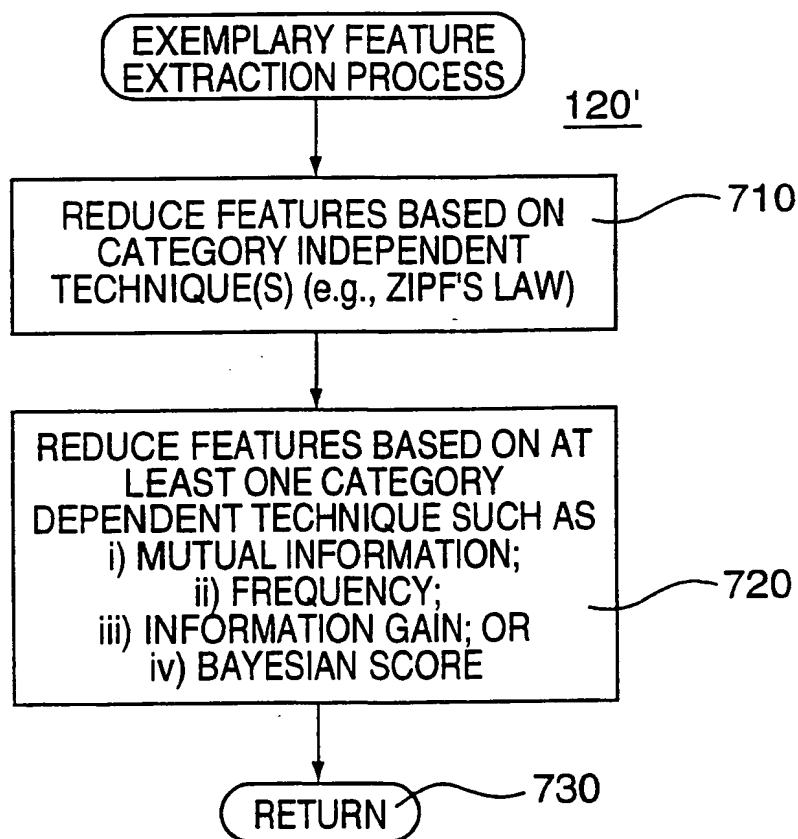 EXEMPLARY FEATURE
EXTRACTION PROCESS
120'
REDUCE FEATURES BASED ON
CATEGORY INDEPENDENT
TECHNIQUE(S) (e.g., ZIPF'S LAW)
710
REDUCE FEATURES BASED ON AT
LEAST ONE CATEGORY
DEPENDENT TECHNIQUE SUCH AS
i) MUTUAL INFORMATION;
ii) FREQUENCY;
iii) INFORMATION GAIN; OR
iv) BAYESIAN SCORE
720
RETURN
730